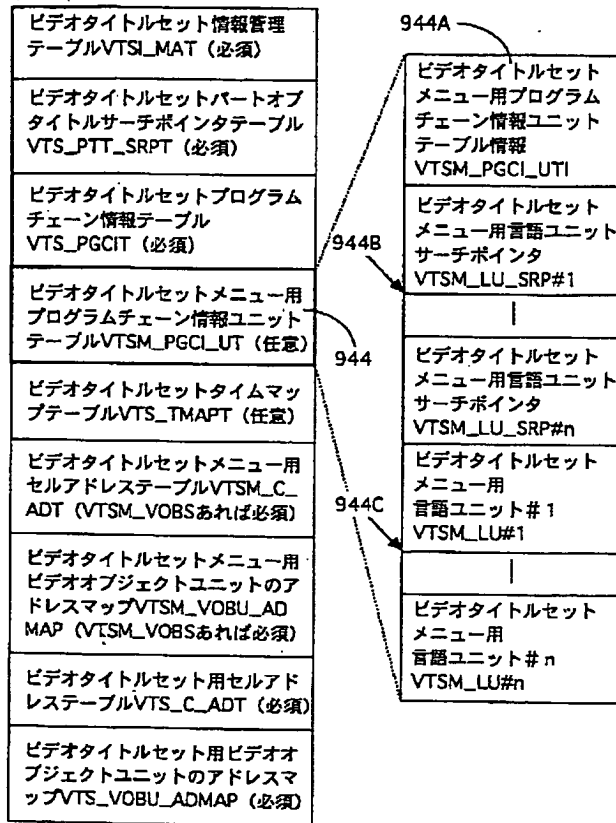 ビデオタイトルセット情報管理
テーブルVTSI_MAT (必須)
ビデオタイトルセットパートオブ
タイトルサーチポインタテーブル
VTS_PTT_SRPT (必須)
ビデオタイトルセットプログラム
チェーン情報テーブル
VTS_PGCIT (必須)
ビデオタイトルセットメニュー用
プログラムチェーン情報ユニット
テーブルVTSM_PGCI_UT (任意)
ビデオタイトルセットタイムマッ
プテーブルVTS_TMAPT (任意)
ビデオタイトルセットメニュー用
セルアドレステーブルVTSM_C_
ADT (VTSM_VOBSあれば必須)
ビデオタイトルセットメニュー用
ビデオオブジェクトユニットのア
ドレスマップVTSM_VOBU_AD
MAP (VTSM_VOBSあれば必須)
ビデオタイトルセット用セルアド
レステーブルVTS_C_ADT (必須)
ビデオタイトルセット用ビデオオ
ブジェクトユニットのアドレスマ
ップVTS_VOBU_ADMAP (必須)
944
944A
ビデオタイトルセット
メニュー用プログラム
チェーン情報ユニット
テーブル情報
VTSM_PGCI_UTI
944B
ビデオタイトルセット
メニュー用言語ユニット
サーチポインタ
VTSM_LU_SRP#1
ビデオタイトルセット
メニュー用言語ユニット
サーチポインタ
VTSM_LU_SRP#n
944C
ビデオタイトルセット
メニュー用
言語ユニット#1
VTSM_LU#1
ビデオタイトルセット
メニュー用
言語ユニット#n
VTSM_LU#n